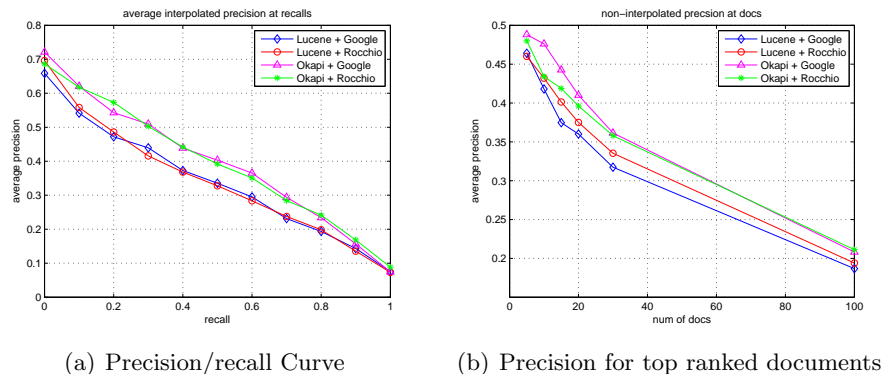 average interpolated precision at recalls
Lucene + Google
Lucene + Rocchio
Okapi + Google
Okapi + Rocchio
0.8
0.7
0.6
0.5
0.4
0.3
0.2
0.1
0
average precision
0 0.2 0.4 0.6 0.8 1
recall
(a) Precision/recall Curve
non−interpolated precsion at docs
Lucene + Google
Lucene + Rocchio
Okapi + Google
Okapi + Rocchio
0.5
0.45
0.4
0.35
0.3
0.25
0.2
average precision
0 20 40 60 80 100
num of docs
(b) Precision for top ranked documents